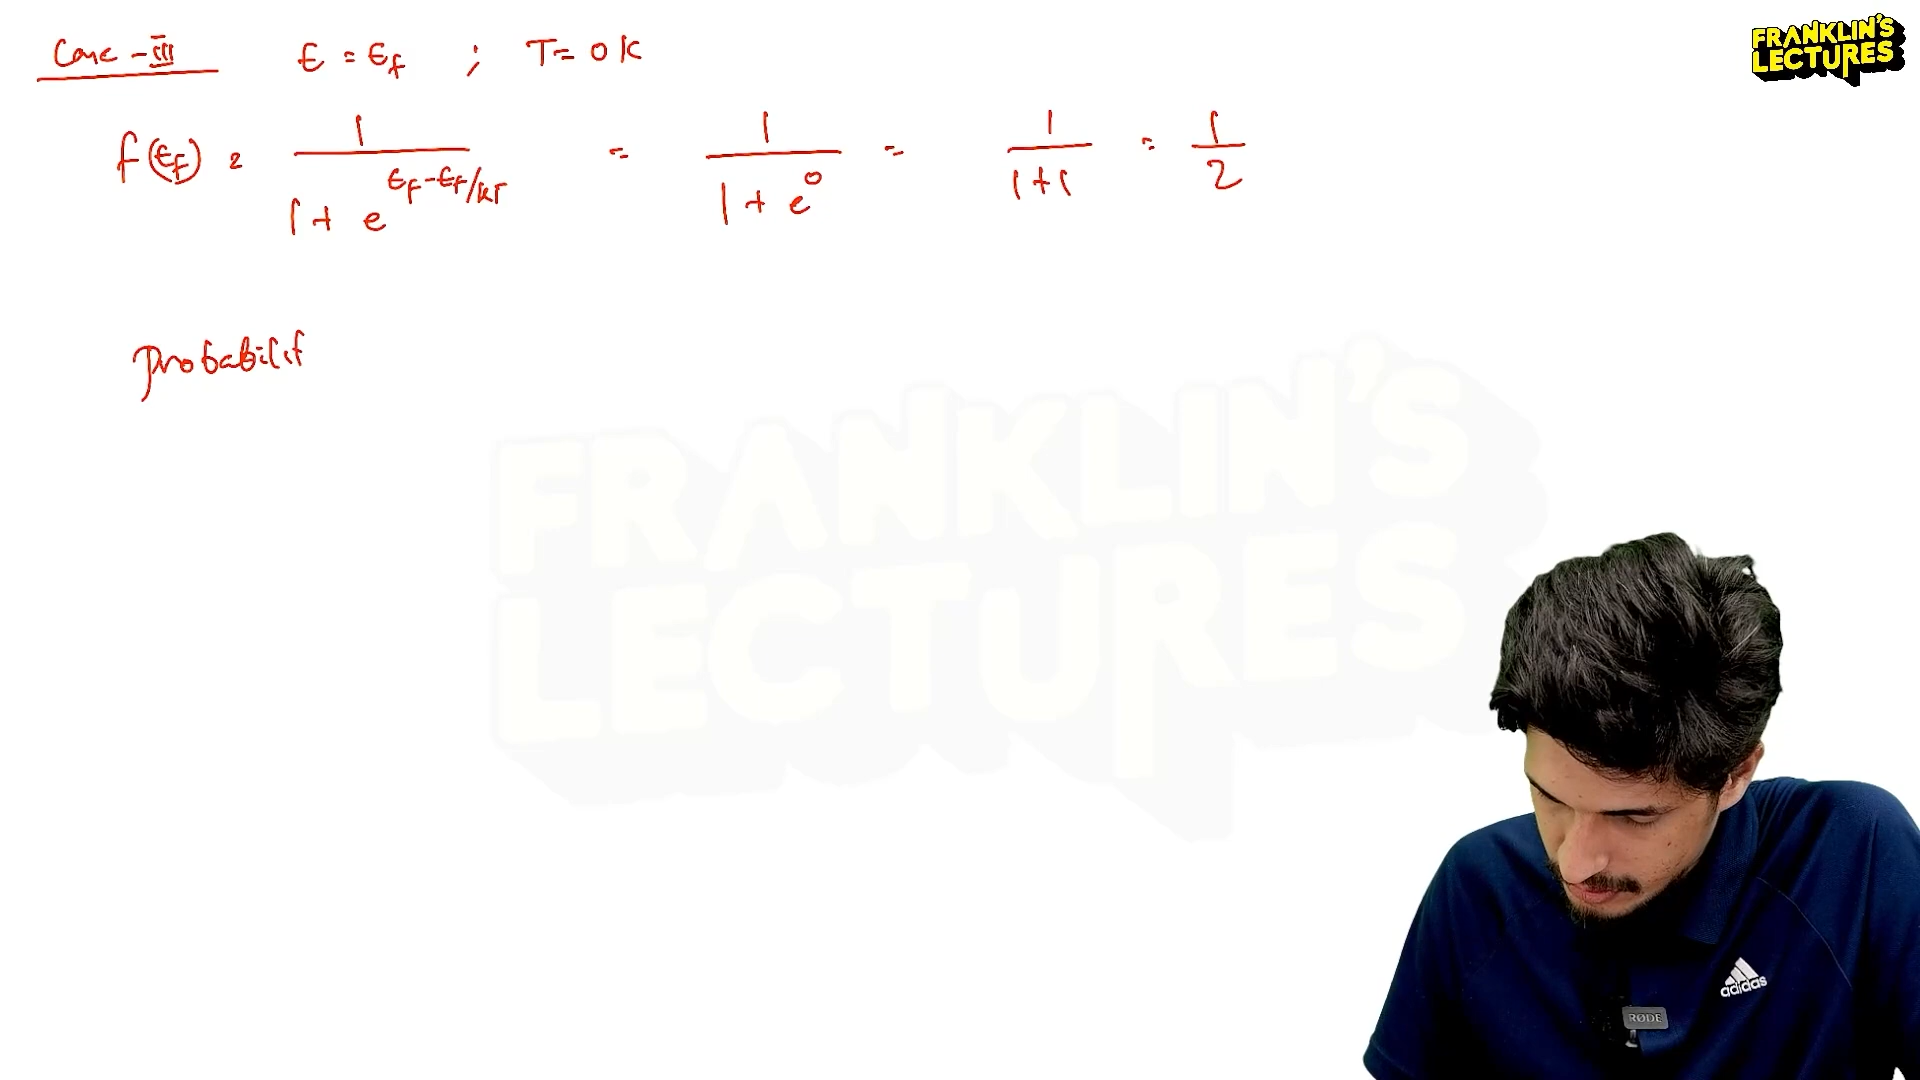 Case - III E = Ef ; T = 0 K
f(Ef) = 1 / 1 + e^Ef-Ef/kT = 1 / 1 + e^0 = 1 / 1+1 = 1 / 2
Probabilit
FRANKLIN'S
LECTURES
FRANKLIN'S
LECTURES
adidas
RØDE